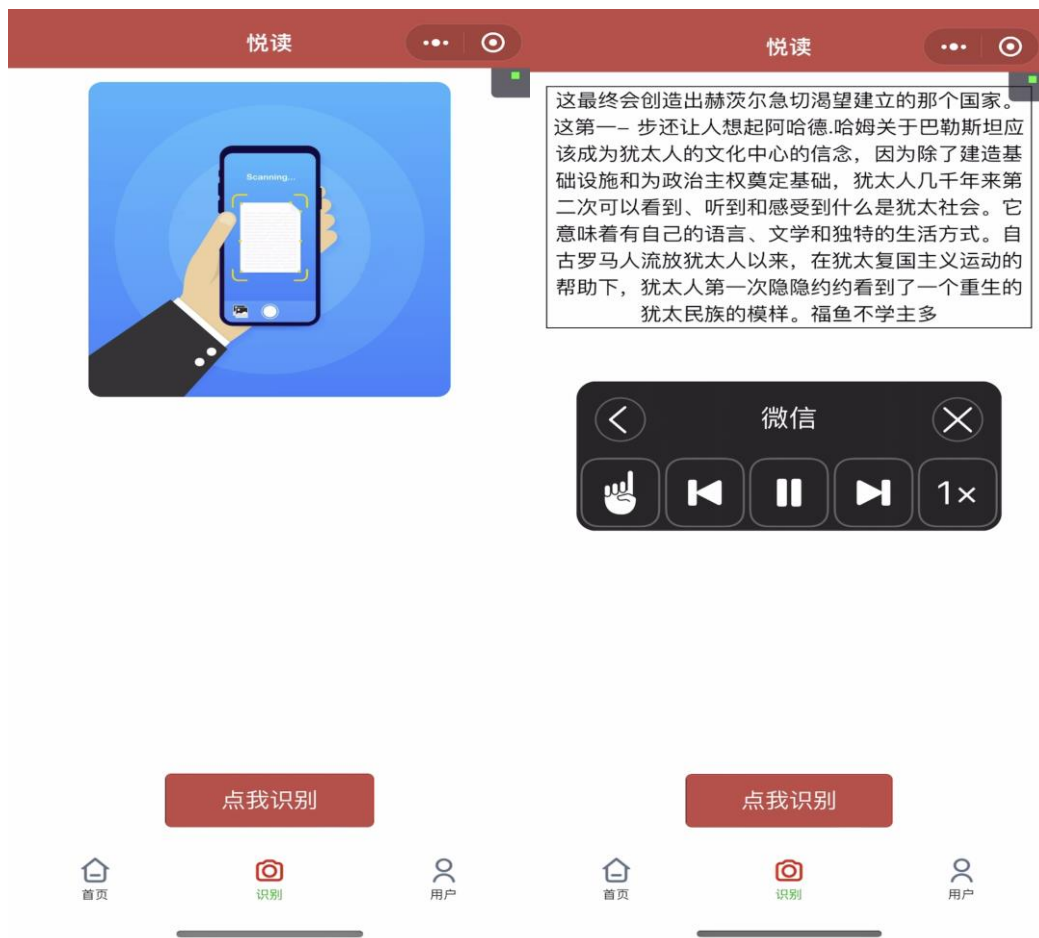 悦读
Scanning...
点我识别
首页
识别
用户
悦读
这最终会创造出赫茨尔急切渴望建立的那个国家。
这第一– 步还让人想起阿哈德.哈姆关于巴勒斯坦应
该成为犹太人的文化中心的信念，因为除了建造基
础设施和为政治主权奠定基础，犹太人几千年来第
二次可以看到、听到和感受到什么是犹太社会。它
意味着有自己的语言、文学和独特的生活方式。自
古罗马人流放犹太人以来，在犹太复国主义运动的
帮助下，犹太人第一次隐隐约约看到了一个重生的
犹太民族的模样。福鱼不学主多
微信
1×
点我识别
首页
识别
用户